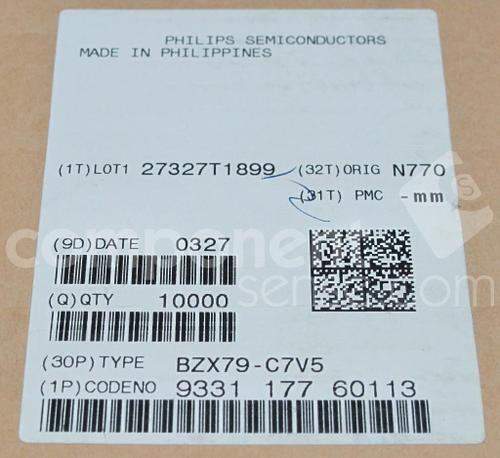 PHILIPS SEMICONDUCTORS
MADE IN PHILIPPINES
(1T)LOT1 27327T1899 (32T)ORIG N770
(31T) PMC -mm
(9D)DATE 0327
(Q)QTY 10000
(30P)TYPE BZX79-C7V5
(1P)CODENO 9331 177 60113